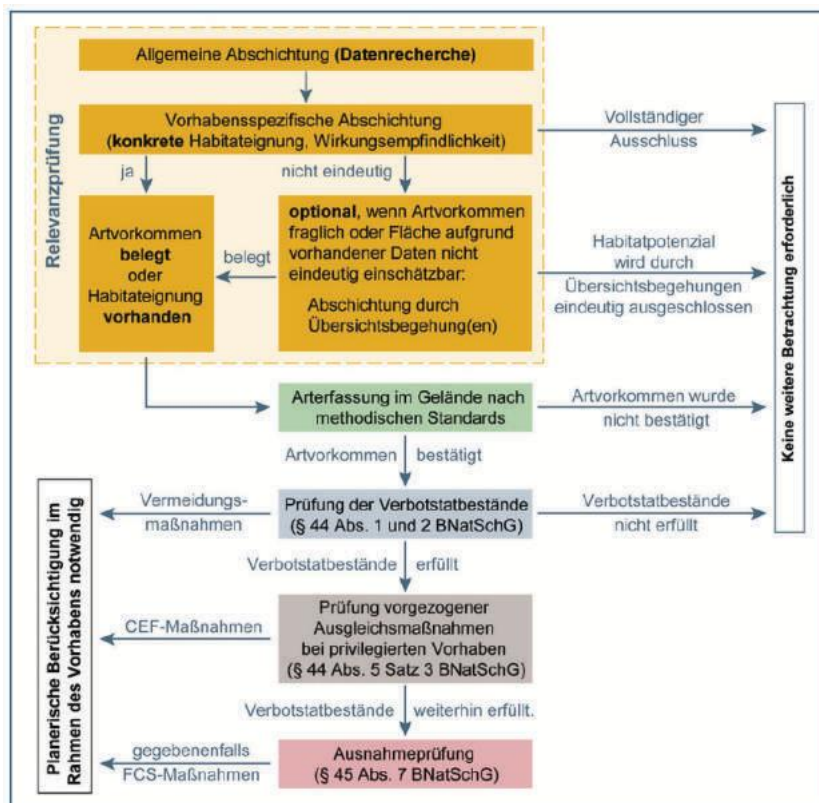 Relevanzprüfung
Allgemeine Abschichtung (Datenrecherche)
Vorhabensspezifische Abschichtung
(konkrete Habitateignung, Wirkungsempfindlichkeit)
Vollständiger
Ausschluss
ja
nicht eindeutig
Artvorkommen
belegt
oder
Habitateignung
vorhanden
belegt
optional, wenn Artvorkommen
fraglich oder Fläche aufgrund
vorhandener Daten nicht
eindeutig einschätzbar:
Abschichtung durch
Übersichtsbegehung(en)
Habitatpotenzial
wird durch
Übersichtsbegehungen
eindeutig ausgeschlossen
Keine weitere Betrachtung erforderlich
Arterfassung im Gelände nach
methodischen Standards
Artvorkommen wurde
nicht bestätigt
Artvorkommen bestätigt
Planerische Berücksichtigung im
Rahmen des Vorhabens notwendig
Vermeidungs-
maßnahmen
Prüfung der Verbotstatbestände
(§ 44 Abs. 1 und 2 BNatSchG)
Verbotstatbestände
nicht erfüllt
Verbotstatbestände erfüllt
CEF-Maßnahmen
Prüfung vorgezogener
Ausgleichsmaßnahmen
bei privilegierten Vorhaben
(§ 44 Abs. 5 Satz 3 BNatSchG)
Verbotstatbestände weiterhin erfüllt.
gegebenenfalls
FCS-Maßnahmen
Ausnahmeprüfung
(§ 45 Abs. 7 BNatSchG)